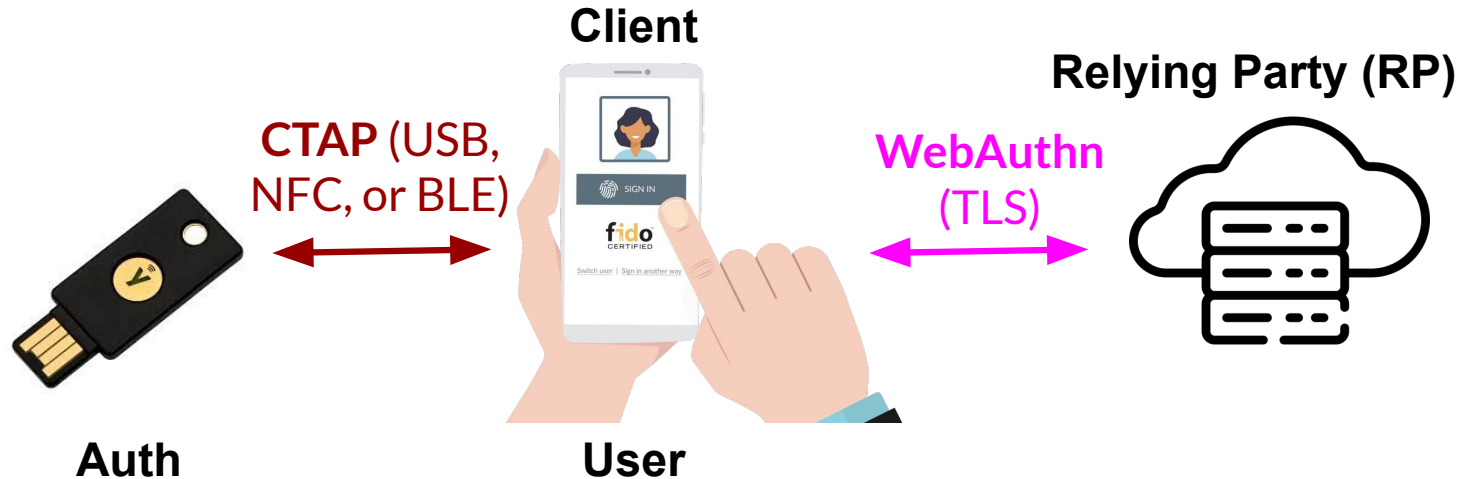 Client
Relying Party (RP)
CTAP (USB,
NFC, or BLE)
WebAuthn
(TLS)
SIGN IN
fido
CERTIFIED
Switch user | Sign in another way
y
Auth
User